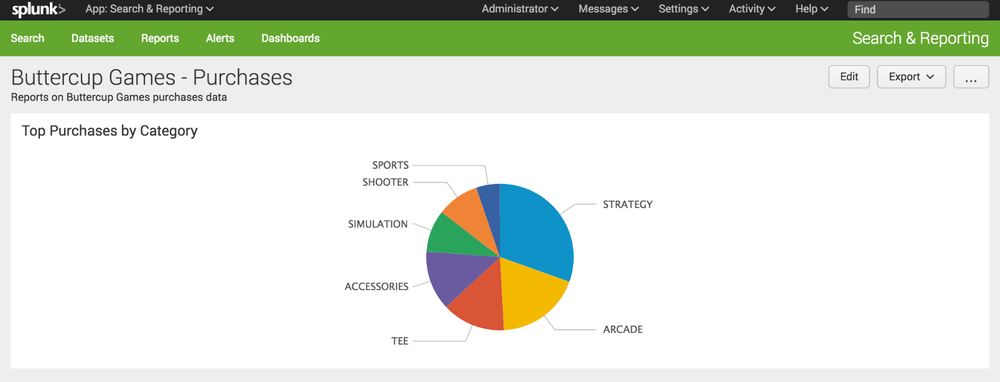 splunk> App: Search & Reporting Administrator Messages Settings Activity Help Find
Search Datasets Reports Alerts Dashboards Search & Reporting
Buttercup Games - Purchases Edit Export ...
Reports on Buttercup Games purchases data
Top Purchases by Category
SPORTS
SHOOTER
STRATEGY
SIMULATION
ACCESSORIES
ARCADE
TEE